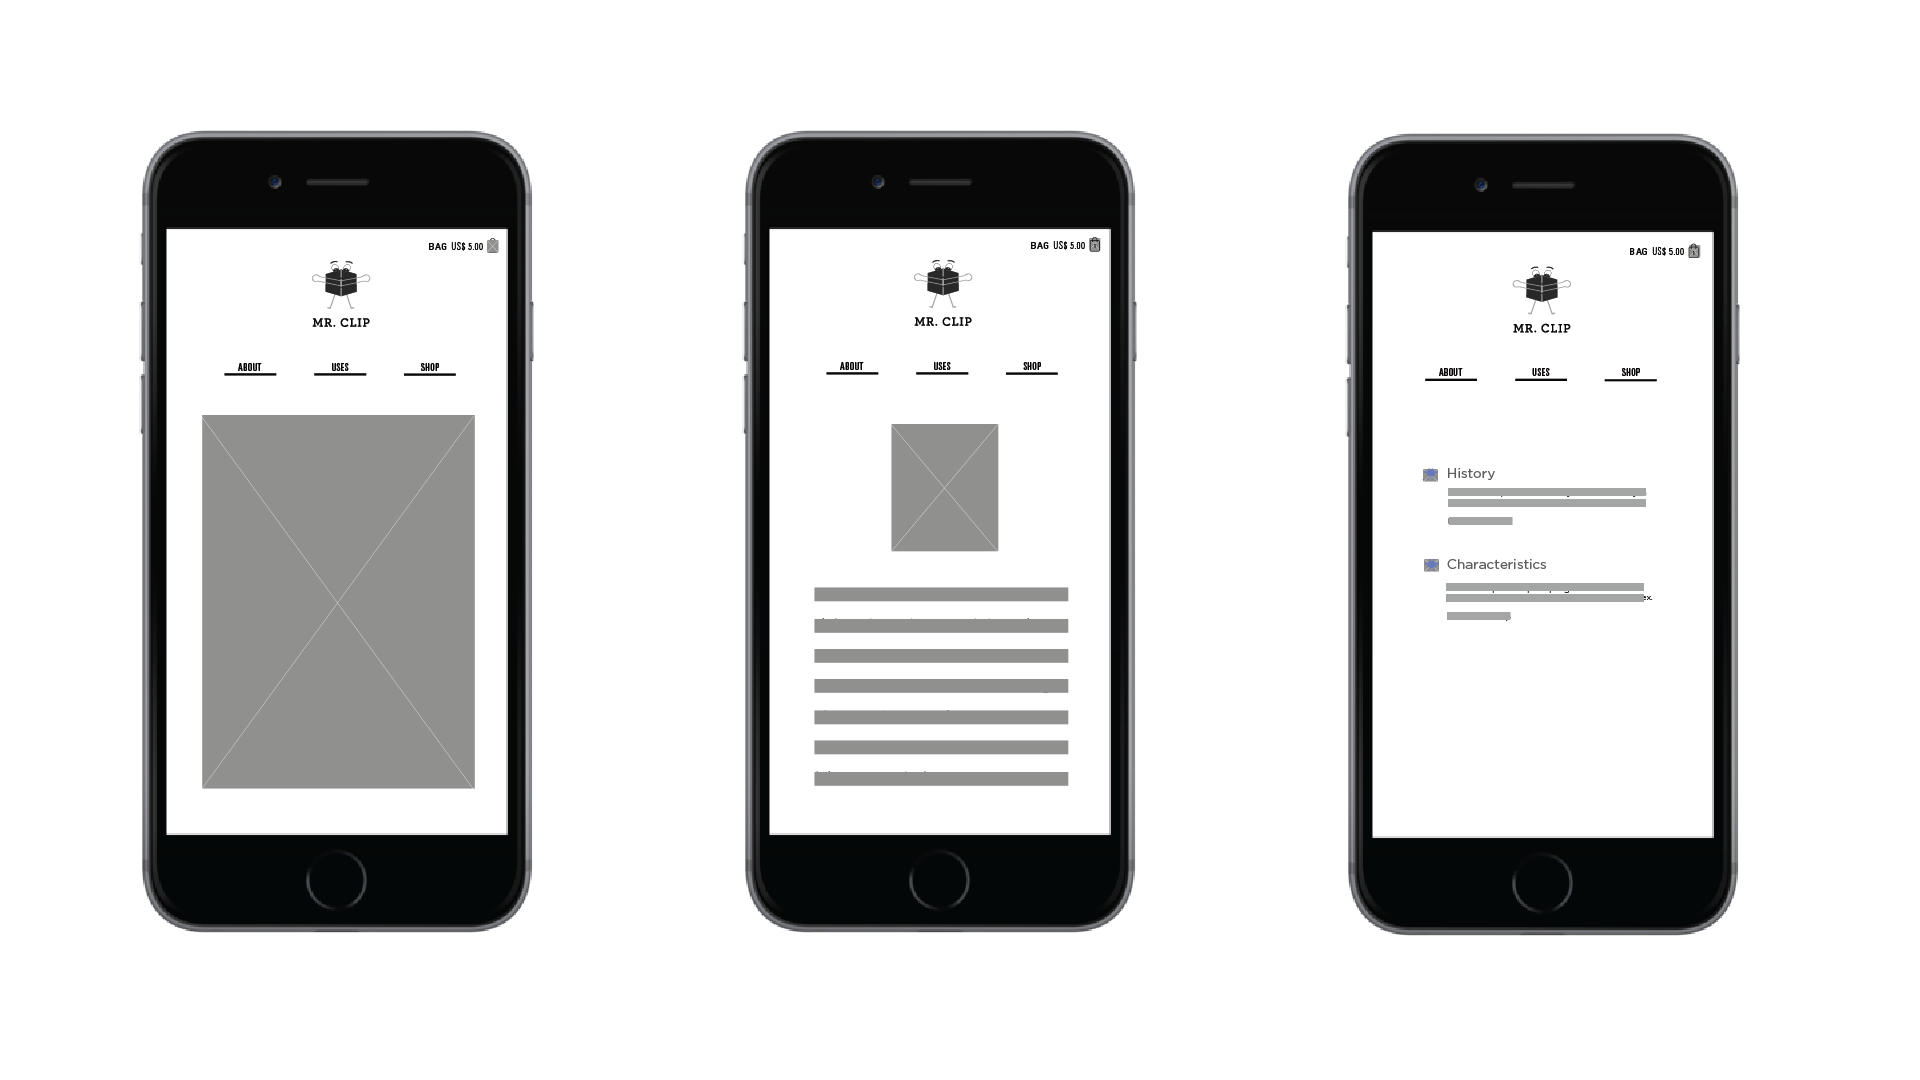 BAG US$ 5.00
MR. CLIP
ABOUT USES SHOP
BAG US$ 5.00
MR. CLIP
ABOUT USES SHOP
BAG US$ 5.00
MR. CLIP
ABOUT USES SHOP
History
Characteristics
ex.